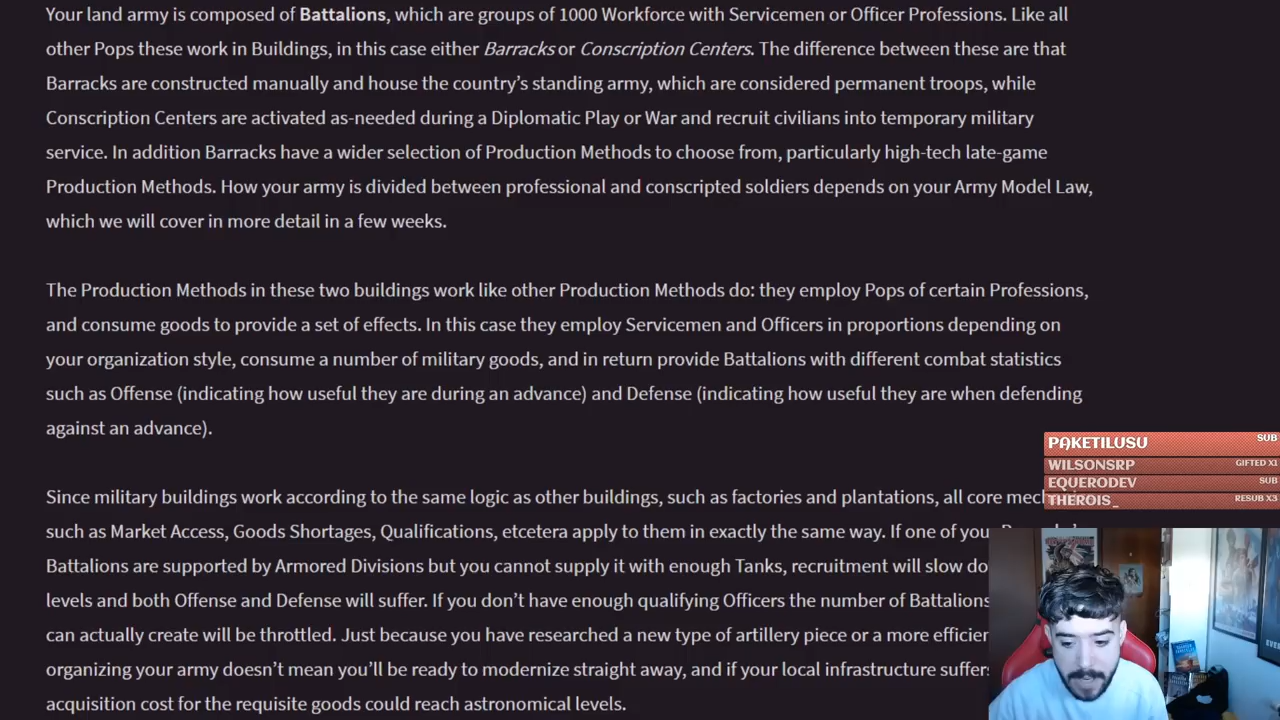 Your land army is composed of Battalions, which are groups of 1000 Workforce with Servicemen or Officer Professions. Like all
other Pops these work in Buildings, in this case either Barracks or Conscription Centers. The difference between these are that
Barracks are constructed manually and house the country’s standing army, which are considered permanent troops, while
Conscription Centers are activated as-needed during a Diplomatic Play or War and recruit civilians into temporary military
service. In addition Barracks have a wider selection of Production Methods to choose from, particularly high-tech late-game
Production Methods. How your army is divided between professional and conscripted soldiers depends on your Army Model Law,
which we will cover in more detail in a few weeks.
The Production Methods in these two buildings work like other Production Methods do: they employ Pops of certain Professions,
and consume goods to provide a set of effects. In this case they employ Servicemen and Officers in proportions depending on
your organization style, consume a number of military goods, and in return provide Battalions with different combat statistics
such as Offense (indicating how useful they are during an advance) and Defense (indicating how useful they are when defending
against an advance).
Since military buildings work according to the same logic as other buildings, such as factories and plantations, all core
such as Market Access, Goods Shortages, Qualifications, etcetera apply to them in exactly the same way. If one of
Battalions are supported by Armored Divisions but you cannot supply it with enough Tanks, recruitment will slow
levels and both Offense and Defense will suffer. If you don’t have enough qualifying Officers the number of Battalions
can actually create will be throttled. Just because you have researched a new type of artillery piece or a more
organizing your army doesn’t mean you’ll be ready to modernize straight away, and if your local infrastructure suffers
acquisition cost for the requisite goods could reach astronomical levels.
PAKETILUSU SUB
WILSONSRP GIFTED X1
EQUERODEV SUB
THEROIS_ RESUB X3